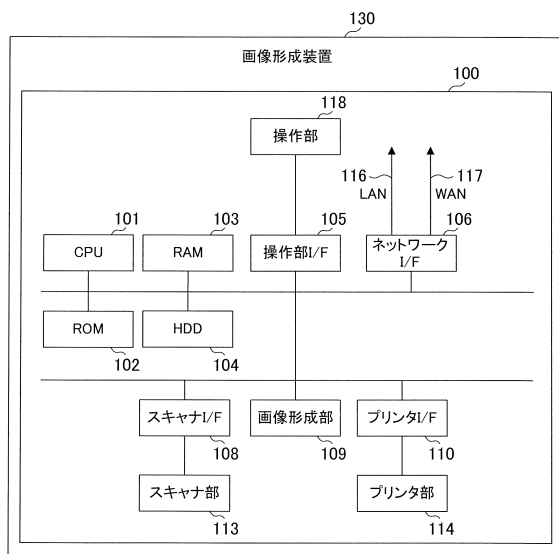 130
画像形成装置
100
118
操作部
116
LAN
117
WAN
101
CPU
103
RAM
105
操作部I/F
106
ネットワーク
I/F
ROM
102
HDD
104
スキャナI/F
108
画像形成部
109
プリンタI/F
110
スキャナ部
113
プリンタ部
114